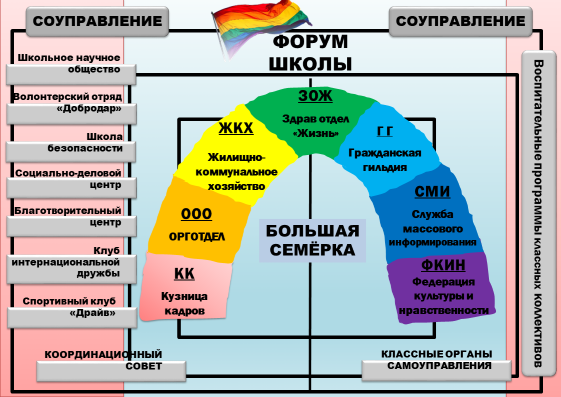 СОУПРАВЛЕНИЕ
СОУПРАВЛЕНИЕ
ФОРУМ
ШКОЛЫ
Школьное научное
общество
Волонтерский отряд
«Добродар»
Школа
безопасности
Социально-деловой
центр
Благотворительный
центр
Клуб
интернациональной
дружбы
Спортивный клуб
«Драйв»
КК
Кузница
кадров
ООО
ОРГОТДЕЛ
ЖКХ
Жилищно-
коммунальное
хозяйство
ЗОЖ
Здрав отдел
«Жизнь»
ГГ
Гражданская
гильдия
СМИ
Служба
массового
информирования
ФКИН
Федерация
культуры и
нравственности
БОЛЬШАЯ
СЕМЁРКА
Воспитательные программы классных коллективов
КООРДИНАЦИОННЫЙ
СОВЕТ
КЛАССНЫЕ ОРГАНЫ
САМОУПРАВЛЕНИЯ